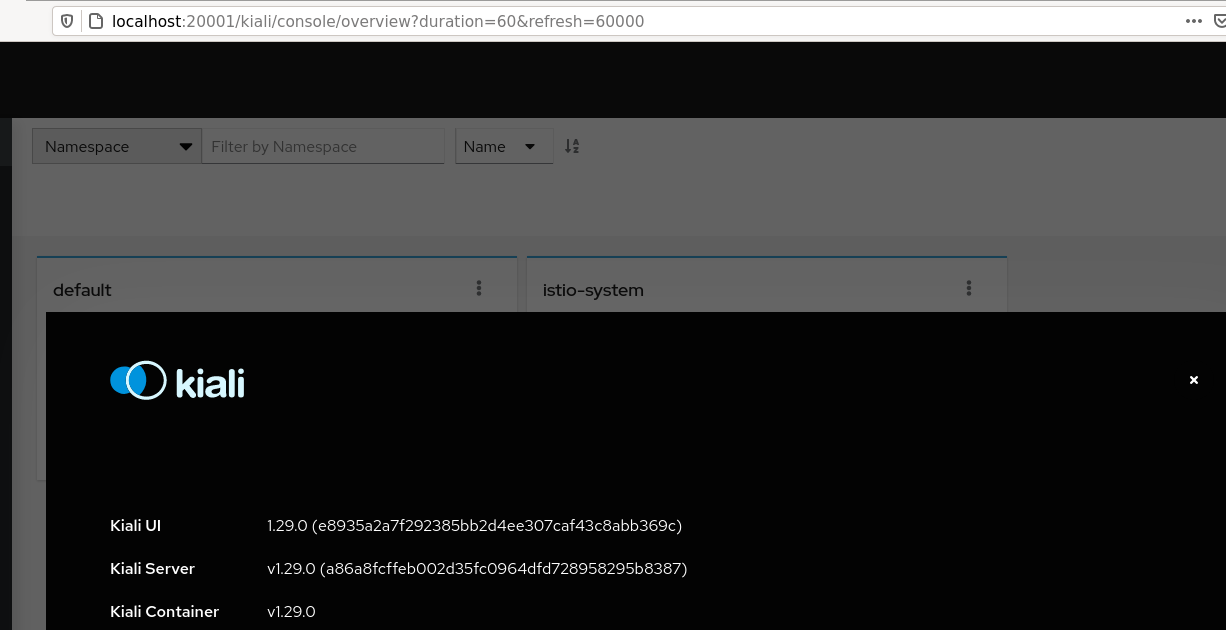 localhost:20001/kiali/console/overview?duration=60&refresh=60000
Namespace Filter by Namespace Name
default istio-system
kiali
Kiali UI 1.29.0 (e8935a2a7f292385bb2d4ee307caf43c8abb369c)
Kiali Server v1.29.0 (a86a8fcffeb002d35fc0964dfd728958295b8387)
Kiali Container v1.29.0